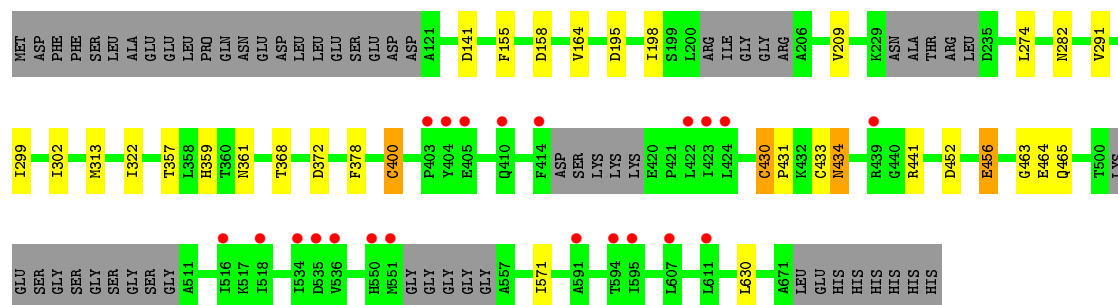 MET ASP PHE PHE SER LEU ALA GLU GLU LEU PRO GLN ASN GLU ASP LEU LEU GLU SER GLU ASP ASP A121 D141 F155 D158 V164 D195 I198 S199 L200 ARG ILE GLY GLY ARG A206 V209 K229 ASN ALA THR ARG LEU D235 L274 N282 V291
I299 I302 M313 I322 T357 L358 H359 T360 N361 T368 D372 F378 C400 P403 Y404 E405 Q410 F414 ASP SER LYS LYS LYS E420 P421 L422 I423 L424 C430 P431 K432 C433 N434 R439 G440 R441 D452 E456 G463 E464 Q465 T500 LYS
GLU SER GLY SER GLY SER GLY SER GLY A511 I516 K517 I518 I534 D535 V536 H550 M551 GLY GLY GLY GLY GLY A557 I571 A591 T594 I595 L607 L611 L630 A671 LEU GLU HIS HIS HIS HIS HIS HIS